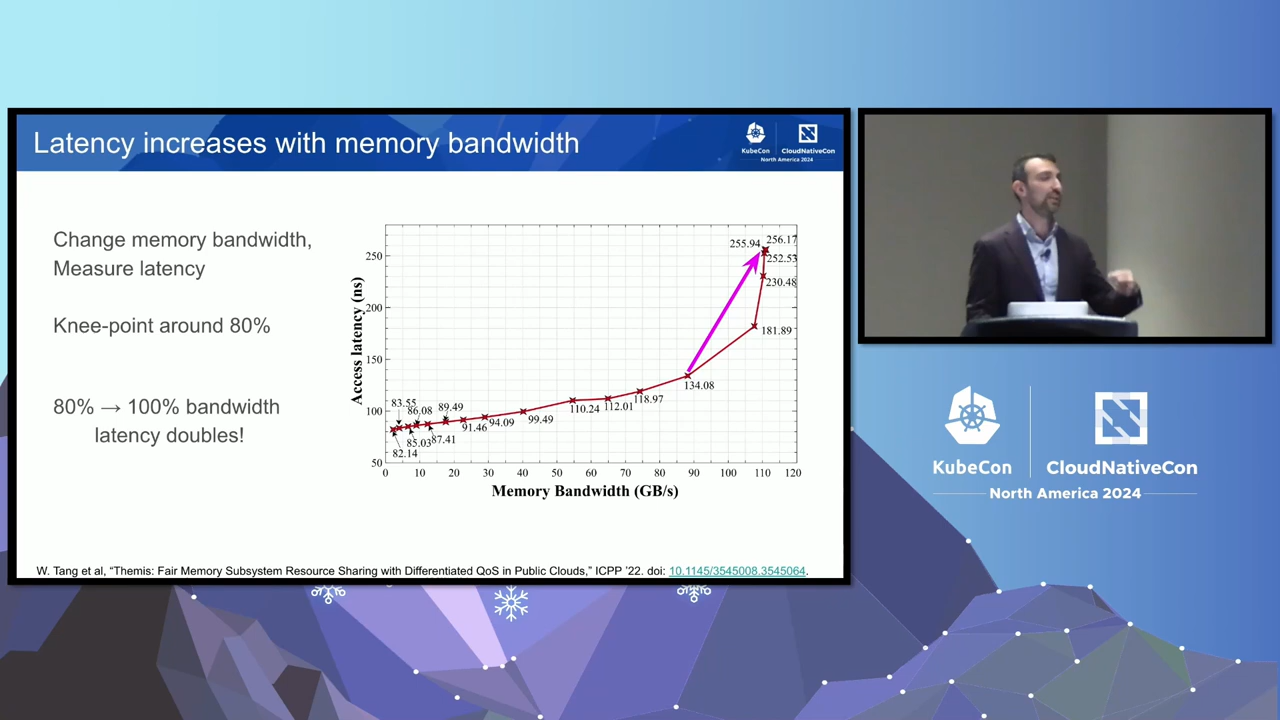 Latency increases with memory bandwidth
KubeCon
CloudNativeCon
North America 2024
Change memory bandwidth,
Measure latency
Knee-point around 80%
80% → 100% bandwidth
latency doubles!
Access latency (ns)
250
200
150
100
50
0
10
20
30
40
50
60
70
80
90
100
110
120
Memory Bandwidth (GB/s)
82.14
83.55
85.03
86.08
87.41
89.49
91.46
94.09
99.49
110.24
112.01
118.97
134.08
181.89
230.48
252.53
255.94
256.17
W. Tang et al, “Themis: Fair Memory Subsystem Resource Sharing with Differentiated QoS in Public Clouds,” ICPP ’22. doi: 10.1145/3545008.3545064.
KubeCon
CloudNativeCon
North America 2024